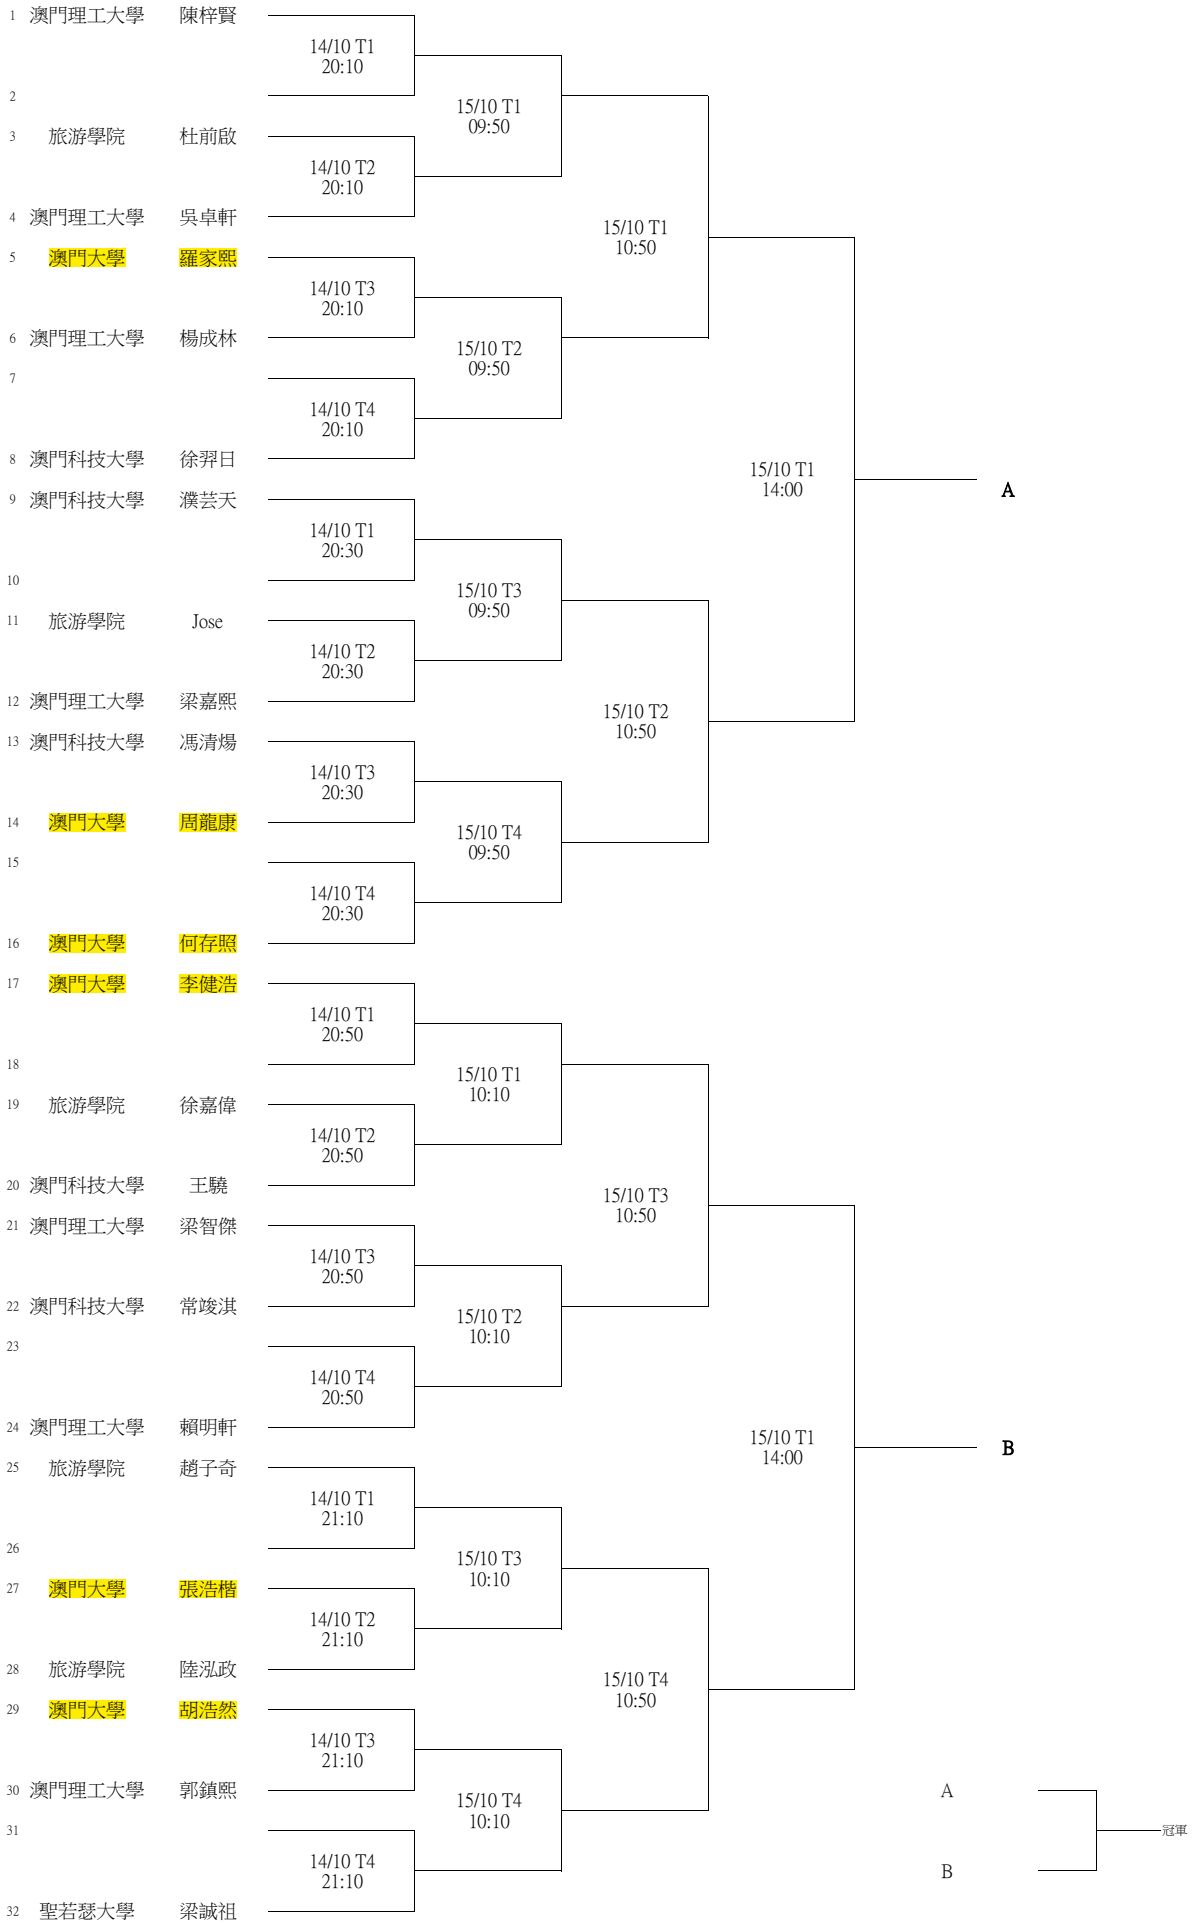 1 澳門理工大學 陳梓賢
14/10 T1
20:10
2
15/10 T1
09:50
3 旅游學院 杜前啟
14/10 T2
20:10
4 澳門理工大學 吳卓軒
15/10 T1
10:50
5 澳門大學 羅家熙
14/10 T3
20:10
6 澳門理工大學 楊成林
15/10 T2
09:50
7
14/10 T4
20:10
8 澳門科技大學 徐羿日
15/10 T1
14:00
A
9 澳門科技大學 濮芸天
14/10 T1
20:30
10
15/10 T3
09:50
11 旅游學院 Jose
14/10 T2
20:30
12 澳門理工大學 梁嘉熙
15/10 T2
10:50
13 澳門科技大學 馮清煬
14/10 T3
20:30
14 澳門大學 周龍康
15/10 T4
09:50
15
14/10 T4
20:30
16 澳門大學 何存照
17 澳門大學 李健浩
14/10 T1
20:50
18
15/10 T1
10:10
19 旅游學院 徐嘉偉
14/10 T2
20:50
20 澳門科技大學 王驍
15/10 T3
10:50
21 澳門理工大學 梁智傑
14/10 T3
20:50
22 澳門科技大學 常竣淇
15/10 T2
10:10
23
14/10 T4
20:50
24 澳門理工大學 賴明軒
15/10 T1
14:00
B
25 旅游學院 趙子奇
14/10 T1
21:10
26
15/10 T3
10:10
27 澳門大學 張浩楷
14/10 T2
21:10
28 旅游學院 陸泓政
15/10 T4
10:50
29 澳門大學 胡浩然
14/10 T3
21:10
30 澳門理工大學 郭鎮熙
15/10 T4
10:10
A
31
冠軍
14/10 T4
21:10
B
32 聖若瑟大學 梁誠祖